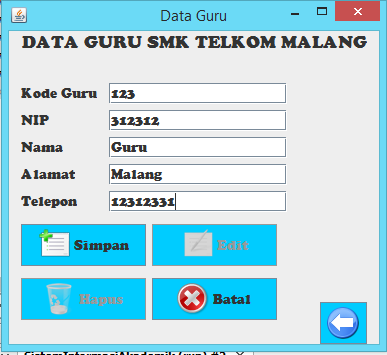 Data Guru
DATA GURU SMK TELKOM MALANG
Kode Guru 123
NIP 312312
Nama Guru
Alamat Malang
Telepon 12312331
Simpan Edit
Hapus Batal